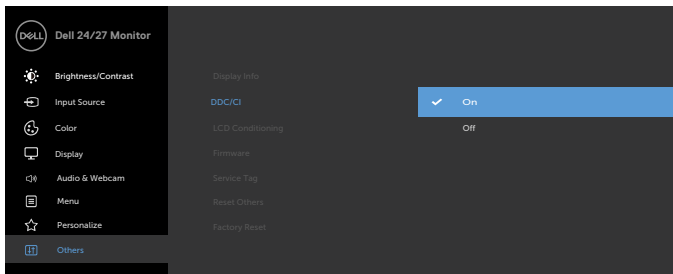 DELL
Dell 24/27 Monitor
Brightness/Contrast
Input Source
Color
Display
Audio & Webcam
Menu
Personalize
Others
Display Info
DDC/CI
LCD Conditioning
Firmware
Service Tag
Reset Others
Factory Reset
On
Off